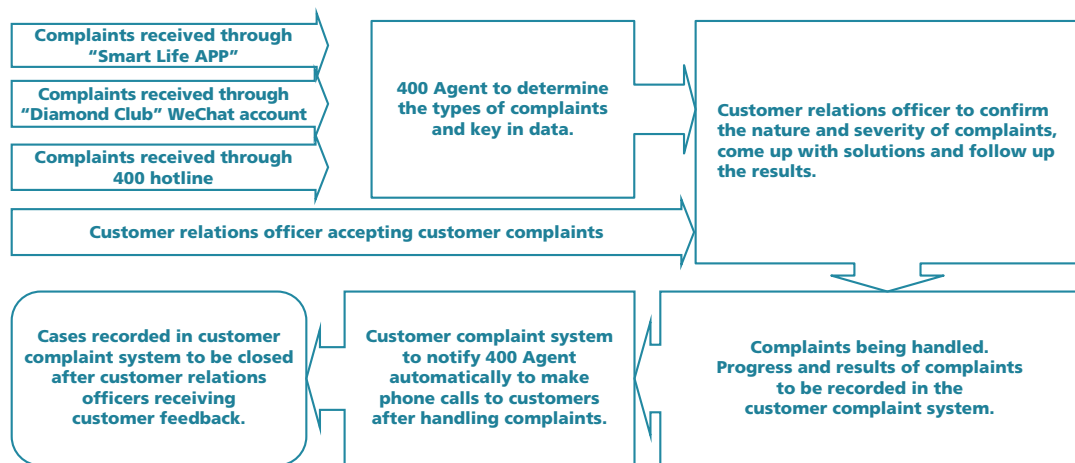 Complaints received through
“Smart Life APP”
Complaints received through
“Diamond Club” WeChat account
Complaints received through
400 hotline
400 Agent to determine
the types of complaints
and key in data.
Customer relations officer to confirm
the nature and severity of complaints,
come up with solutions and follow up
the results.
Customer relations officer accepting customer complaints
Complaints being handled.
Progress and results of complaints
to be recorded in the
customer complaint system.
Customer complaint system
to notify 400 Agent
automatically to make
phone calls to customers
after handling complaints.
Cases recorded in customer
complaint system to be closed
after customer relations
officers receiving
customer feedback.